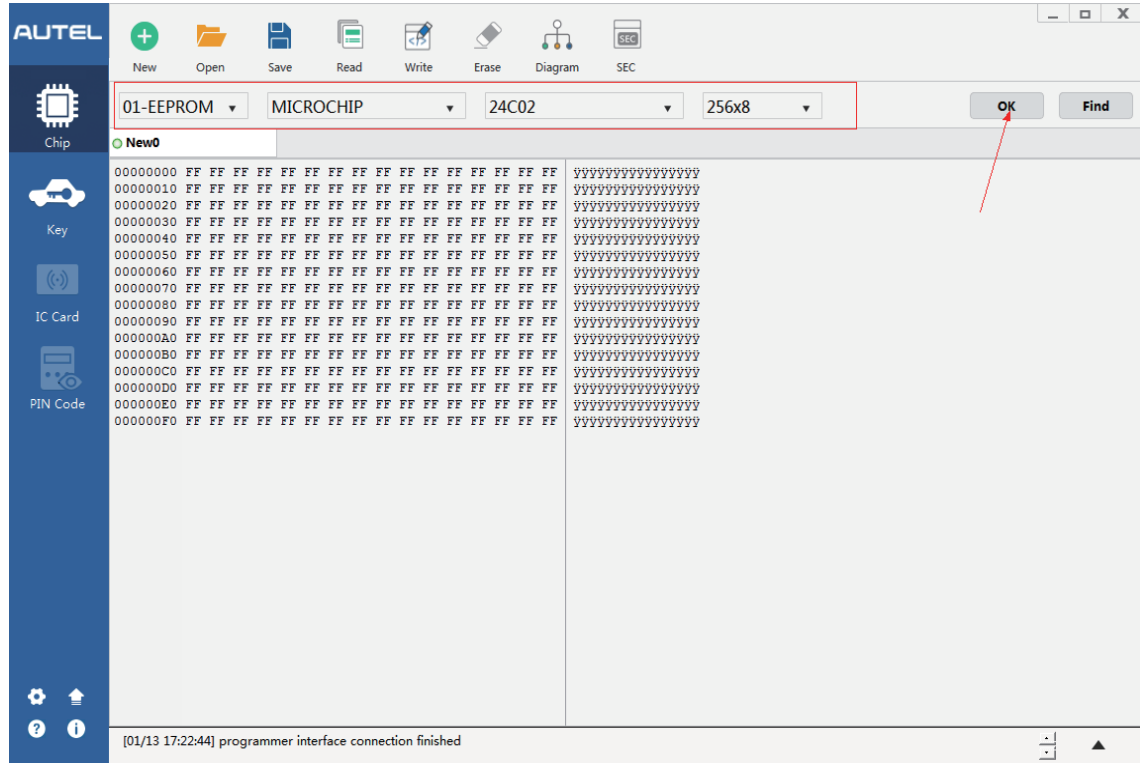 AUTEL
New Open Save Read Write Erase Diagram SEC
SEC
_ X
01-EEPROM MICROCHIP 24C02 256x8 OK Find
Chip
New0
Key
IC Card
PIN Code
00000000 FF FF FF FF FF FF FF FF FF FF FF FF FF FF FF FF ÿÿÿÿÿÿÿÿÿÿÿÿÿÿÿÿ
00000010 FF FF FF FF FF FF FF FF FF FF FF FF FF FF FF FF ÿÿÿÿÿÿÿÿÿÿÿÿÿÿÿÿ
00000020 FF FF FF FF FF FF FF FF FF FF FF FF FF FF FF FF ÿÿÿÿÿÿÿÿÿÿÿÿÿÿÿÿ
00000030 FF FF FF FF FF FF FF FF FF FF FF FF FF FF FF FF ÿÿÿÿÿÿÿÿÿÿÿÿÿÿÿÿ
00000040 FF FF FF FF FF FF FF FF FF FF FF FF FF FF FF FF ÿÿÿÿÿÿÿÿÿÿÿÿÿÿÿÿ
00000050 FF FF FF FF FF FF FF FF FF FF FF FF FF FF FF FF ÿÿÿÿÿÿÿÿÿÿÿÿÿÿÿÿ
00000060 FF FF FF FF FF FF FF FF FF FF FF FF FF FF FF FF ÿÿÿÿÿÿÿÿÿÿÿÿÿÿÿÿ
00000070 FF FF FF FF FF FF FF FF FF FF FF FF FF FF FF FF ÿÿÿÿÿÿÿÿÿÿÿÿÿÿÿÿ
00000080 FF FF FF FF FF FF FF FF FF FF FF FF FF FF FF FF ÿÿÿÿÿÿÿÿÿÿÿÿÿÿÿÿ
00000090 FF FF FF FF FF FF FF FF FF FF FF FF FF FF FF FF ÿÿÿÿÿÿÿÿÿÿÿÿÿÿÿÿ
000000A0 FF FF FF FF FF FF FF FF FF FF FF FF FF FF FF FF ÿÿÿÿÿÿÿÿÿÿÿÿÿÿÿÿ
000000B0 FF FF FF FF FF FF FF FF FF FF FF FF FF FF FF FF ÿÿÿÿÿÿÿÿÿÿÿÿÿÿÿÿ
000000C0 FF FF FF FF FF FF FF FF FF FF FF FF FF FF FF FF ÿÿÿÿÿÿÿÿÿÿÿÿÿÿÿÿ
000000D0 FF FF FF FF FF FF FF FF FF FF FF FF FF FF FF FF ÿÿÿÿÿÿÿÿÿÿÿÿÿÿÿÿ
000000E0 FF FF FF FF FF FF FF FF FF FF FF FF FF FF FF FF ÿÿÿÿÿÿÿÿÿÿÿÿÿÿÿÿ
000000F0 FF FF FF FF FF FF FF FF FF FF FF FF FF FF FF FF ÿÿÿÿÿÿÿÿÿÿÿÿÿÿÿÿ
[01/13 17:22:44] programmer interface connection finished